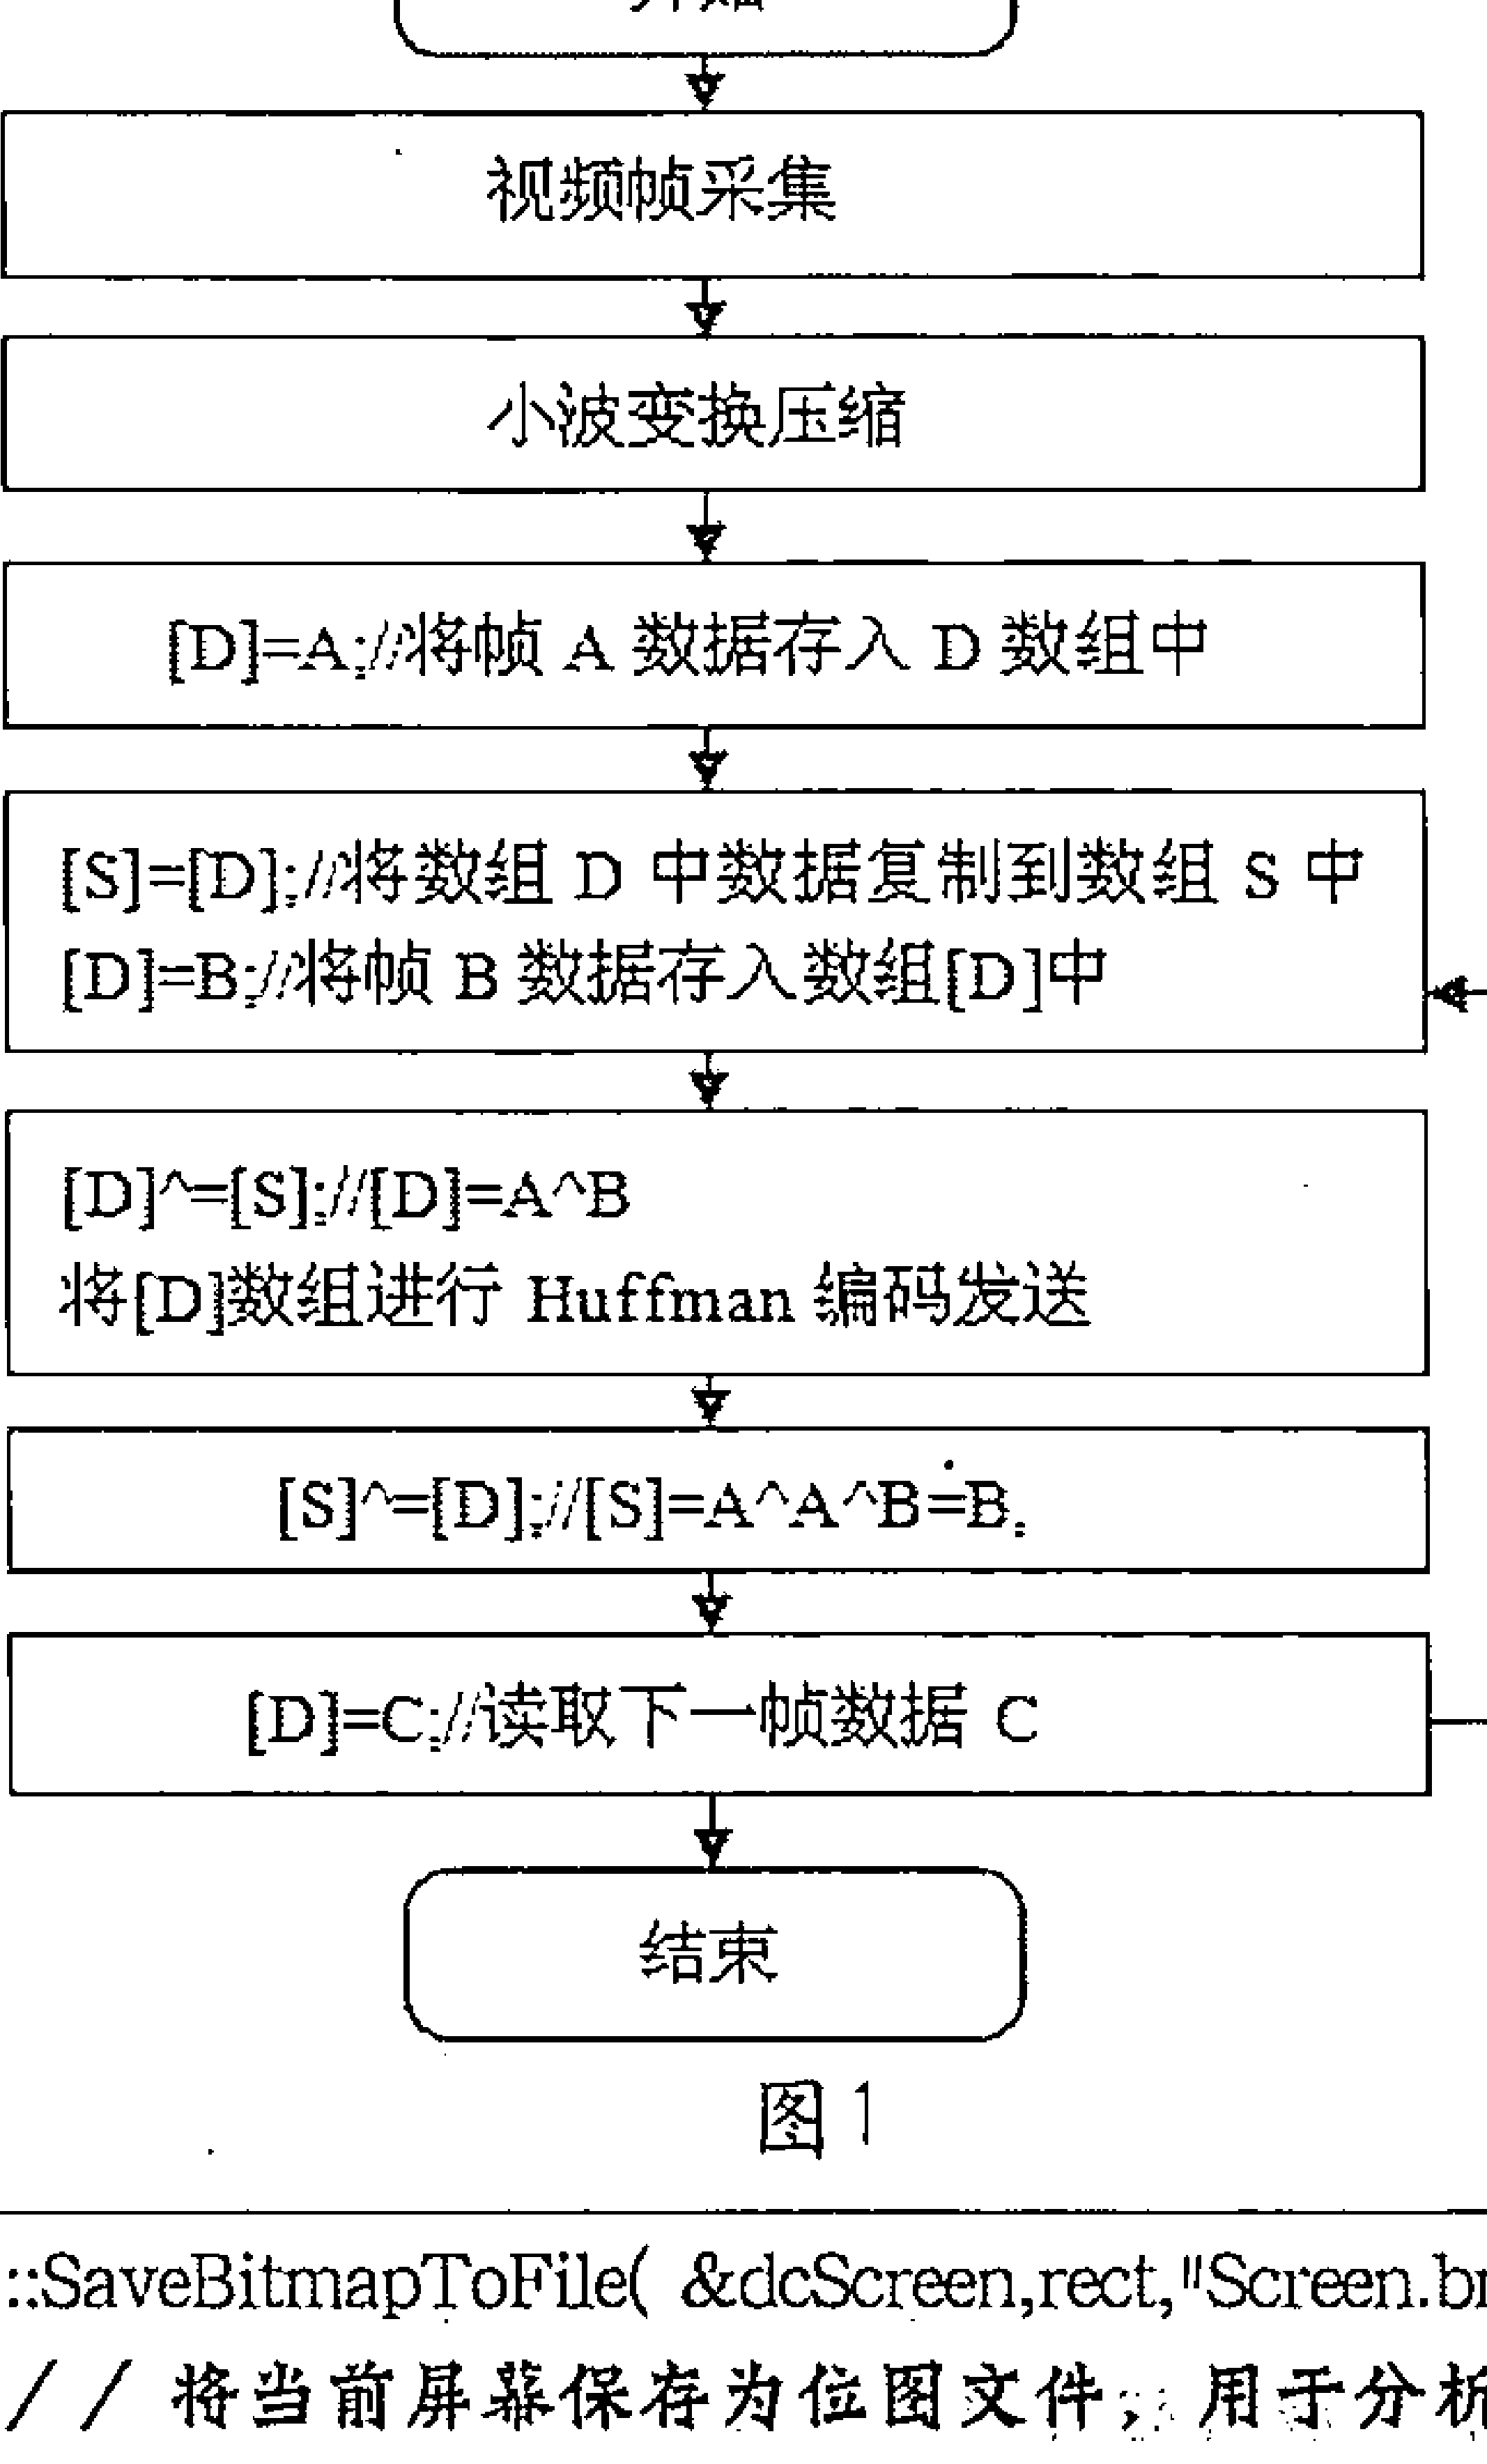 视频帧采集
小波变换压缩
[D]=A;//将帧 A 数据存入 D 数组中
[S]=[D];//将数组 D 中数据复制到数组 S 中
[D]=B;//将帧 B 数据存入数组[D]中
[D]^=[S];//[D]=A^B
将[D]数组进行 Huffman 编码发送
[S]^=[D];//[S]=A^A^B=B.
[D]=C;//读取下一帧数据 C
结束
图1
::SaveBitmapToFile( &dcScreen,rect,"Screen.b
// 将当前屏幕保存为位图文件, 用于分析